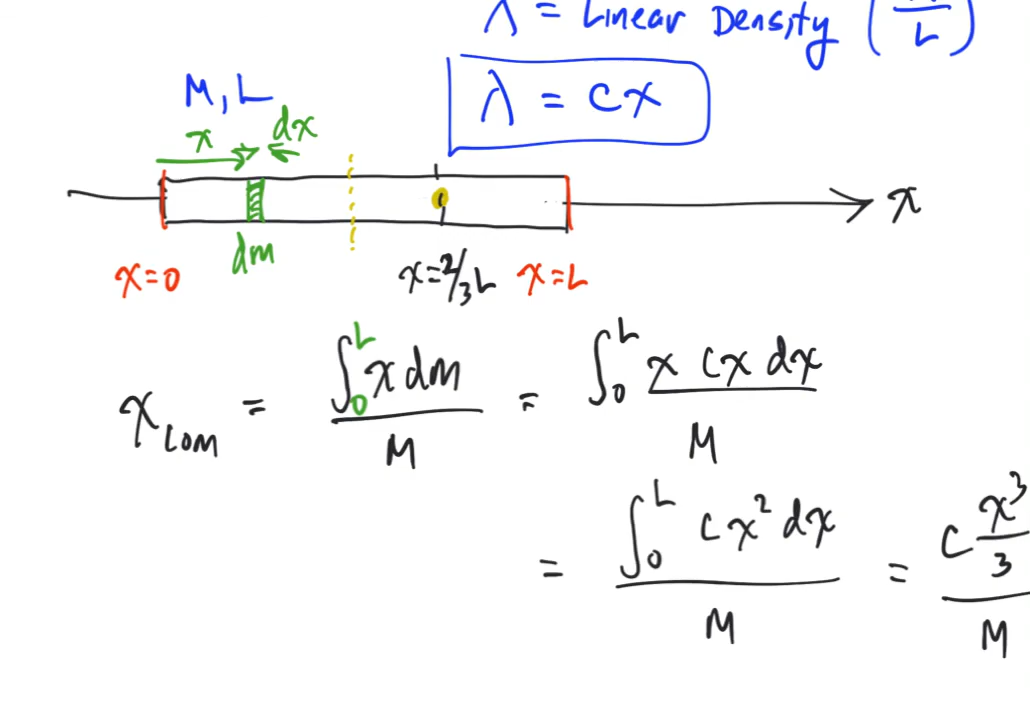 λ = Linear Density (M/L)
λ = cx
M, L
x dx
x
dm
x=0 x=2/3L x=L
x_com = ∫₀ᴸ x dm / M = ∫₀ᴸ x cx dx / M
= ∫₀ᴸ cx² dx / M = c x³/3 / M